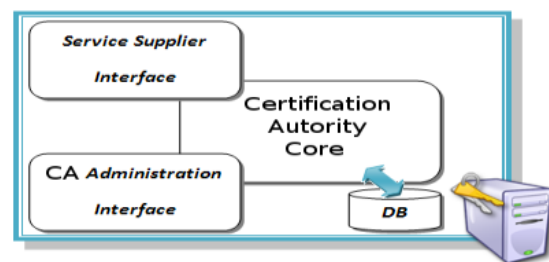 Service Supplier
Interface
Certification
Autority
Core
CA Administration
Interface
DB